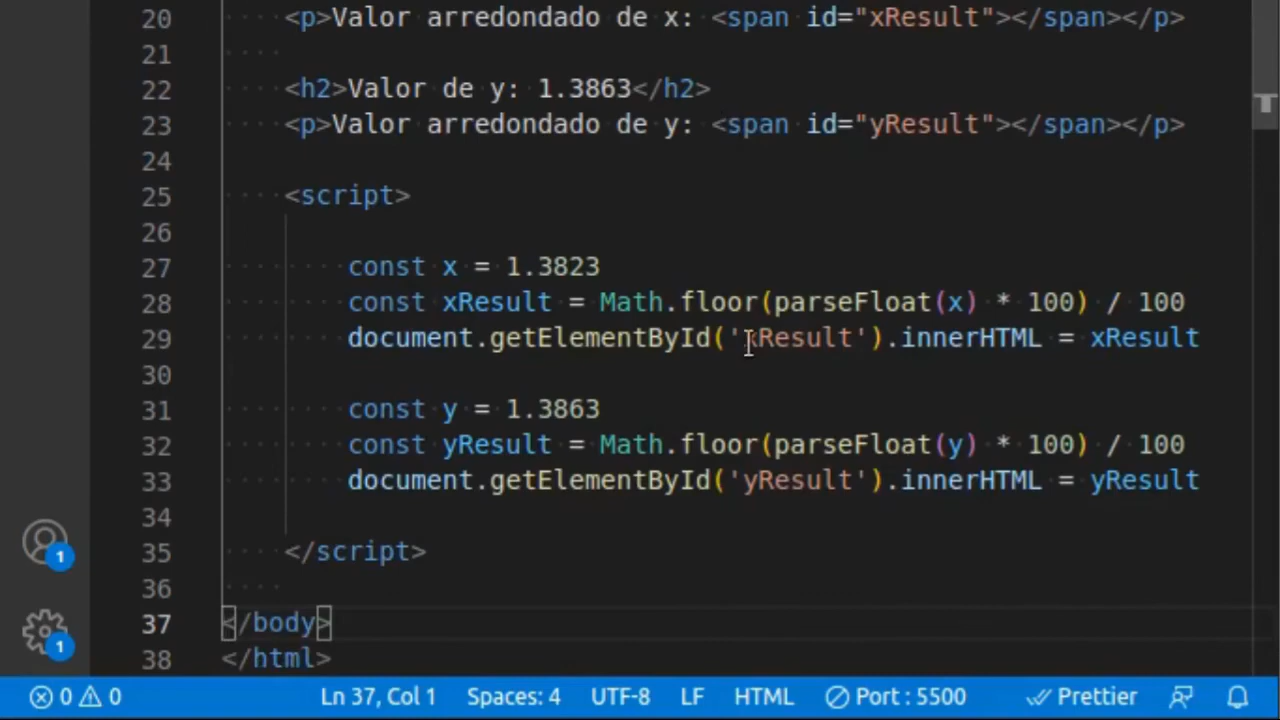 20 <p>Valor arredondado de x: <span id="xResult"></span></p>
21
22 <h2>Valor de y: 1.3863</h2>
23 <p>Valor arredondado de y: <span id="yResult"></span></p>
24
25 <script>
26
27 const x = 1.3823
28 const xResult = Math.floor(parseFloat(x) * 100) / 100
29 document.getElementById('xResult').innerHTML = xResult
30
31 const y = 1.3863
32 const yResult = Math.floor(parseFloat(y) * 100) / 100
33 document.getElementById('yResult').innerHTML = yResult
34
35 </script>
36
37 </body>
38 </html>
1
1
0 0 Ln 37, Col 1 Spaces: 4 UTF-8 LF HTML Port : 5500 Prettier